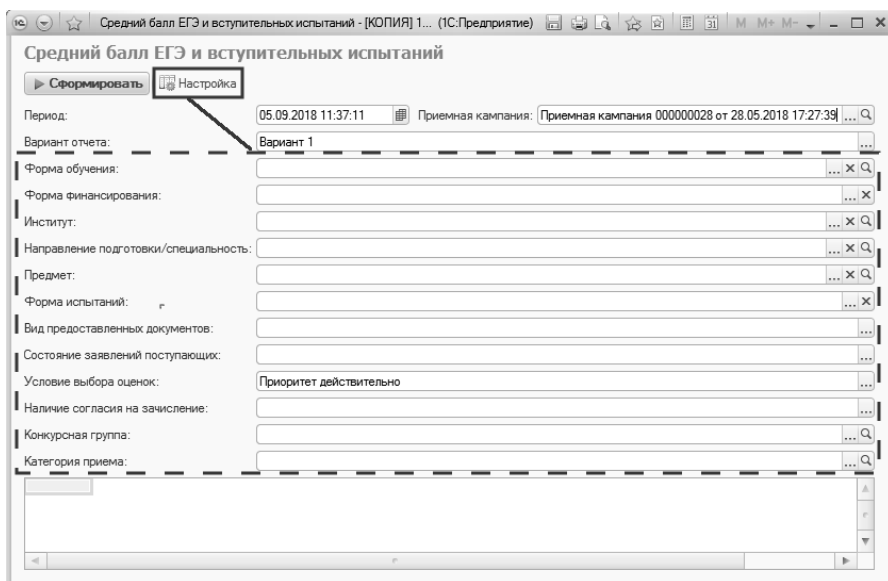 Средний балл ЕГЭ и вступительных испытаний - [КОПИЯ] 1... (1С:Предприятие) M M+ M-
Средний балл ЕГЭ и вступительных испытаний
Сформировать Настройка
Период: 05.09.2018 11:37:11 Приемная кампания: Приемная кампания 000000028 от 28.05.2018 17:27:39 ...
Вариант отчета: Вариант 1 ...
Форма обучения: ...
Форма финансирования: ...
Институт: ...
Направление подготовки/специальность: ...
Предмет: ...
Форма испытаний: ...
Вид предоставленных документов: ...
Состояние заявлений поступающих: ...
Условие выбора оценок: Приоритет действительно ...
Наличие согласия на зачисление: ...
Конкурсная группа: ...
Категория приема: ...